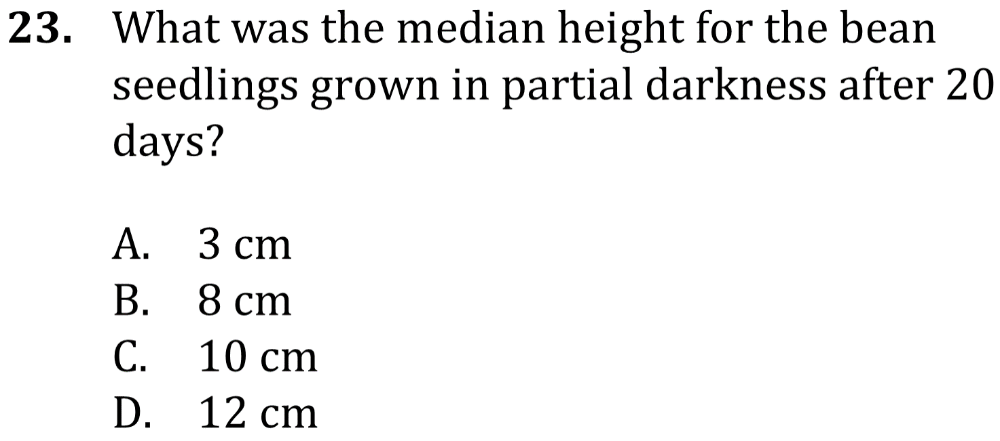 23. What was the median height for the bean
seedlings grown in partial darkness after 20
days?
A. 3 cm
B. 8 cm
C. 10 cm
D. 12 cm